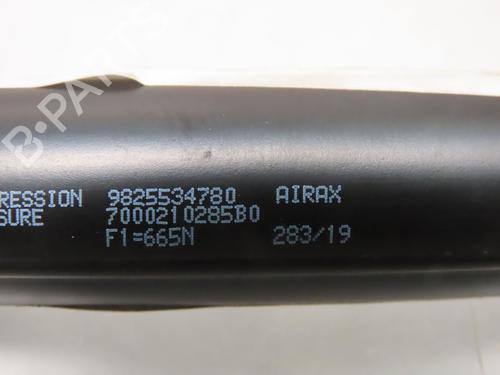 RESSION 9825534780 AIRAX
SURE 7000210285B0
F1=665N 283/19
B-PARTS